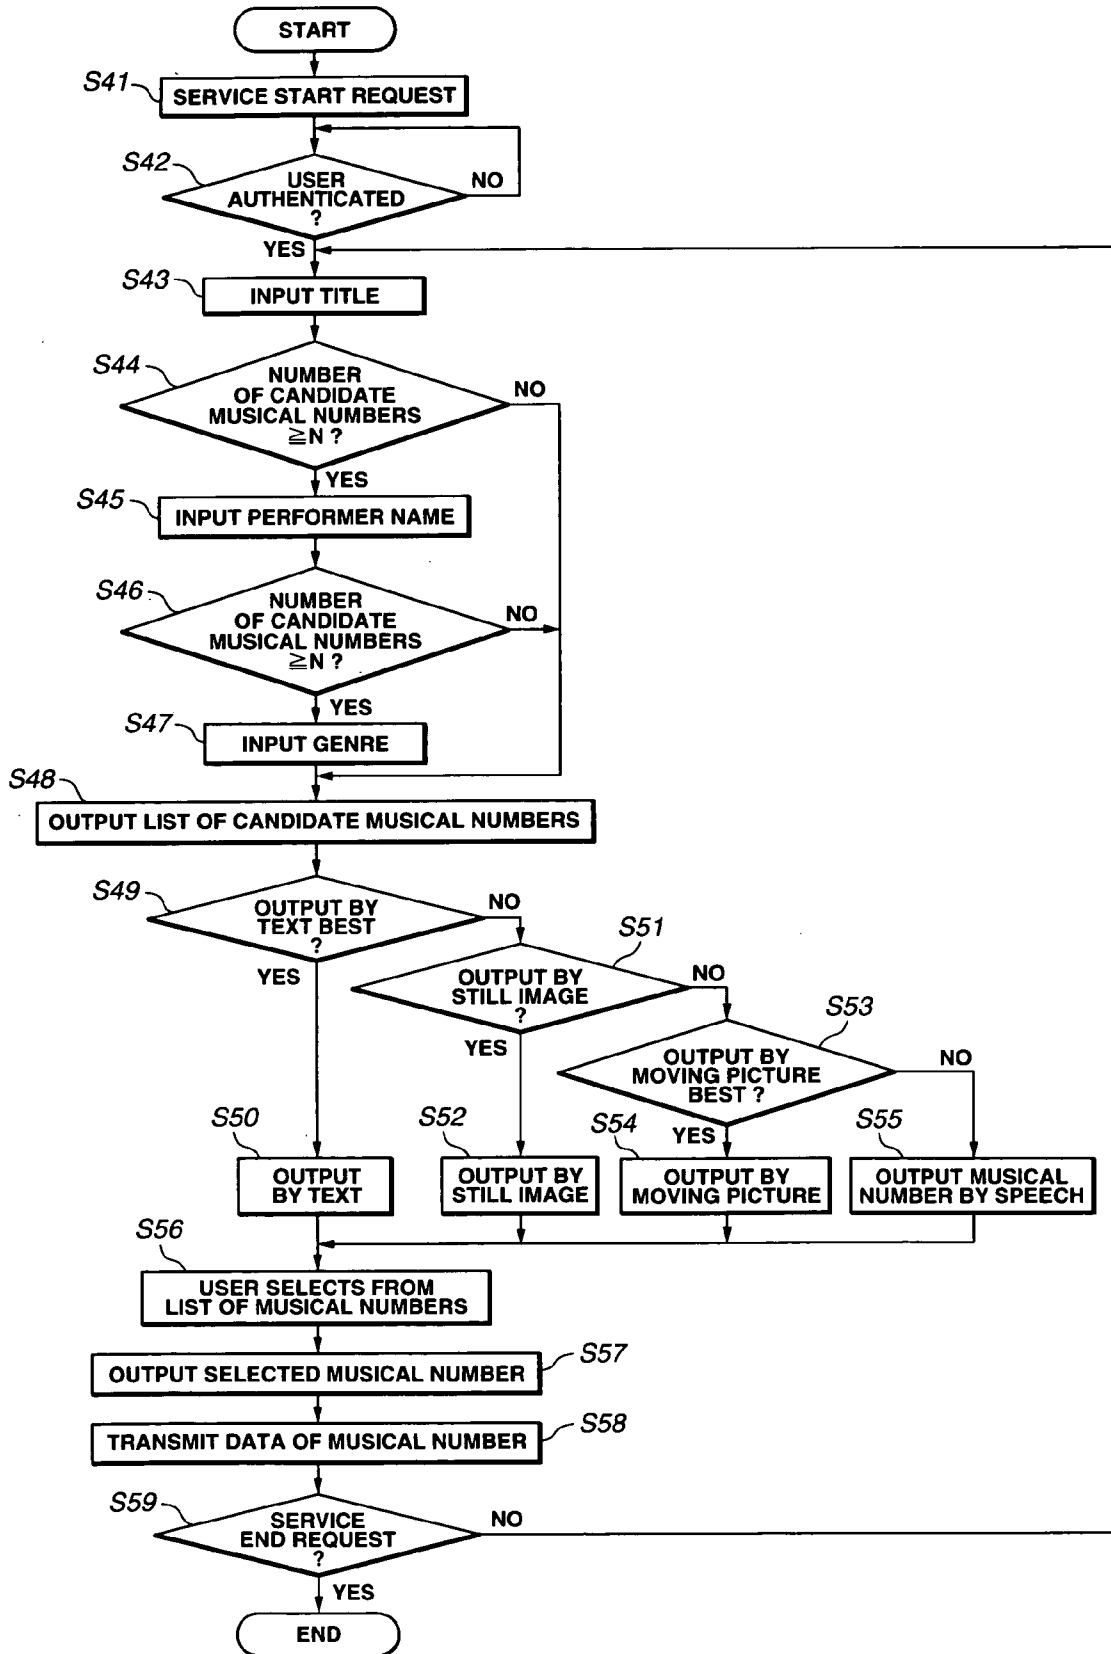 START
S41
SERVICE START REQUEST
S42
USER
AUTHENTICATED
?
NO
YES
S43
INPUT TITLE
S44
NUMBER
OF CANDIDATE
MUSICAL NUMBERS
≧N ?
NO
YES
S45
INPUT PERFORMER NAME
S46
NUMBER
OF CANDIDATE
MUSICAL NUMBERS
≧N ?
NO
YES
S47
INPUT GENRE
S48
OUTPUT LIST OF CANDIDATE MUSICAL NUMBERS
S49
OUTPUT BY
TEXT BEST
?
NO
YES
S51
OUTPUT BY
STILL IMAGE
?
NO
YES
S53
OUTPUT BY
MOVING PICTURE
BEST ?
NO
YES
S50
OUTPUT
BY TEXT
S52
OUTPUT BY
STILL IMAGE
S54
OUTPUT BY
MOVING PICTURE
S55
OUTPUT MUSICAL
NUMBER BY SPEECH
S56
USER SELECTS FROM
LIST OF MUSICAL NUMBERS
OUTPUT SELECTED MUSICAL NUMBER
S57
TRANSMIT DATA OF MUSICAL NUMBER
S58
S59
SERVICE
END REQUEST
?
NO
YES
END